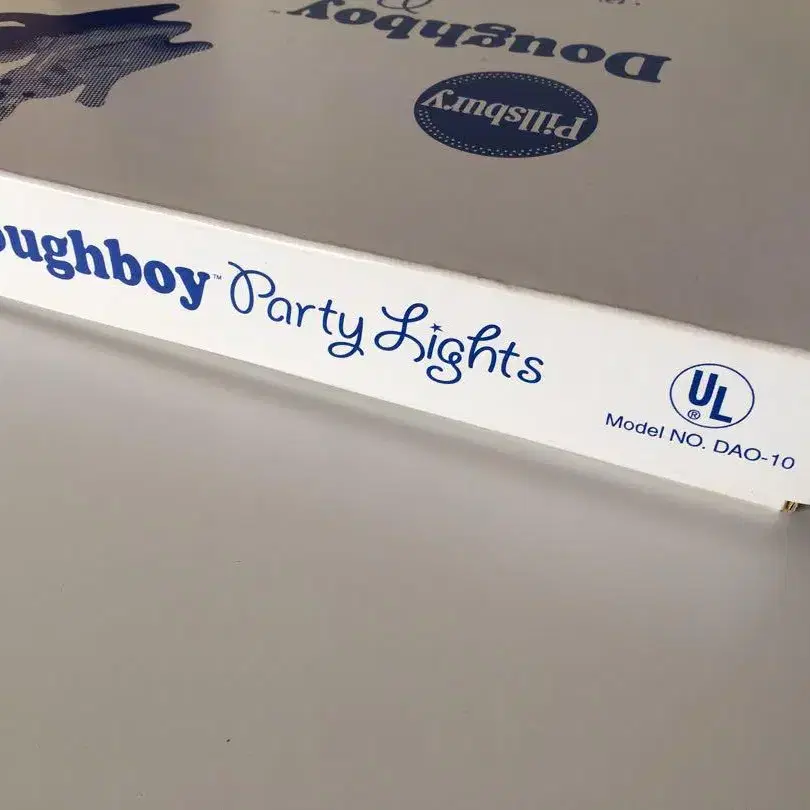 Doughboy
Pillsbury
oughboy™ Party Lights
UL
®
Model NO. DAO-10